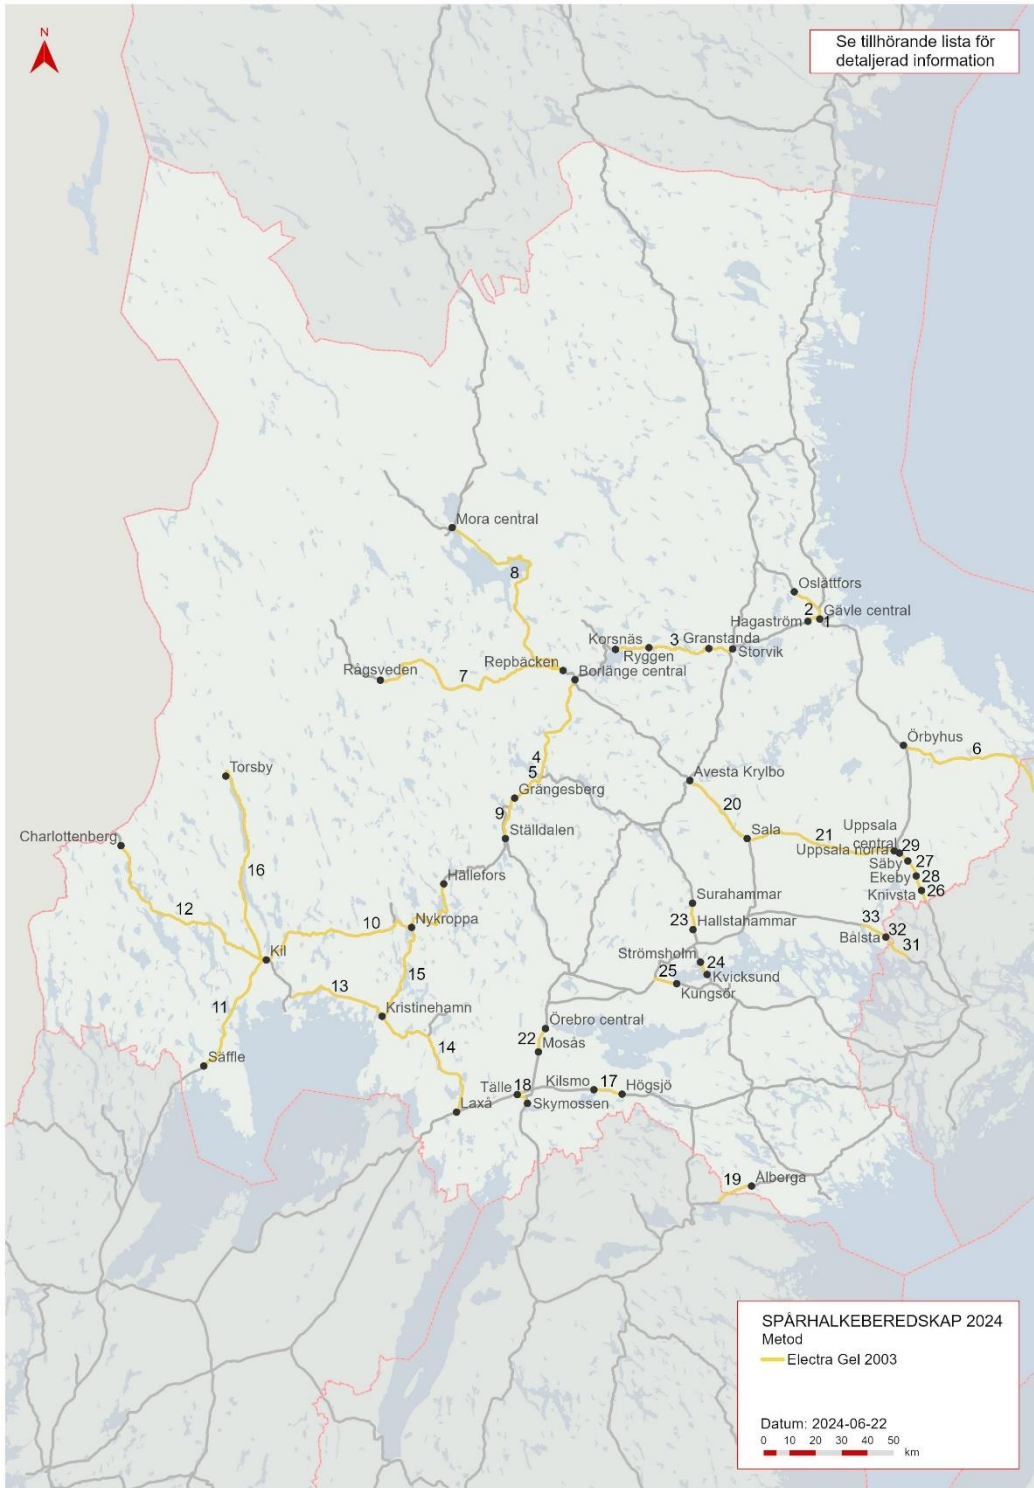 N
Se tillhörande lista för
detaljerad information
Mora central
8
Oslättfors
2
Gävle central
Hagaström
1
Korsnäs
3
Granstanda
Ryggen
Storvik
Repbäcken
Rågsveden
7
Borlänge central
Örbyhus
6
4
5
Torsby
Avesta Krylbo
Grängesberg
20
9
Ställdalen
Charlottenberg
Sala
21
Uppsala
central
29
Uppsala norra
Säby
27
Ekeby
28
Knivsta
26
16
Hällefors
12
10
Nykroppa
Surahammar
23
Hallstahammar
33
32
Bålsta
31
Kil
Strömsholm
24
Kvicksund
25
Kungsör
15
13
11
Kristinehamn
Örebro central
22
Mosås
14
Säffle
Tälle
18
Kilsmo
17
Högsjö
Laxå
Skymossen
19
Ålberga
SPÅRHALKEBEREDSKAP 2024
Metod
Electra Gel 2003
Datum: 2024-06-22
0 10 20 30 40 50
km